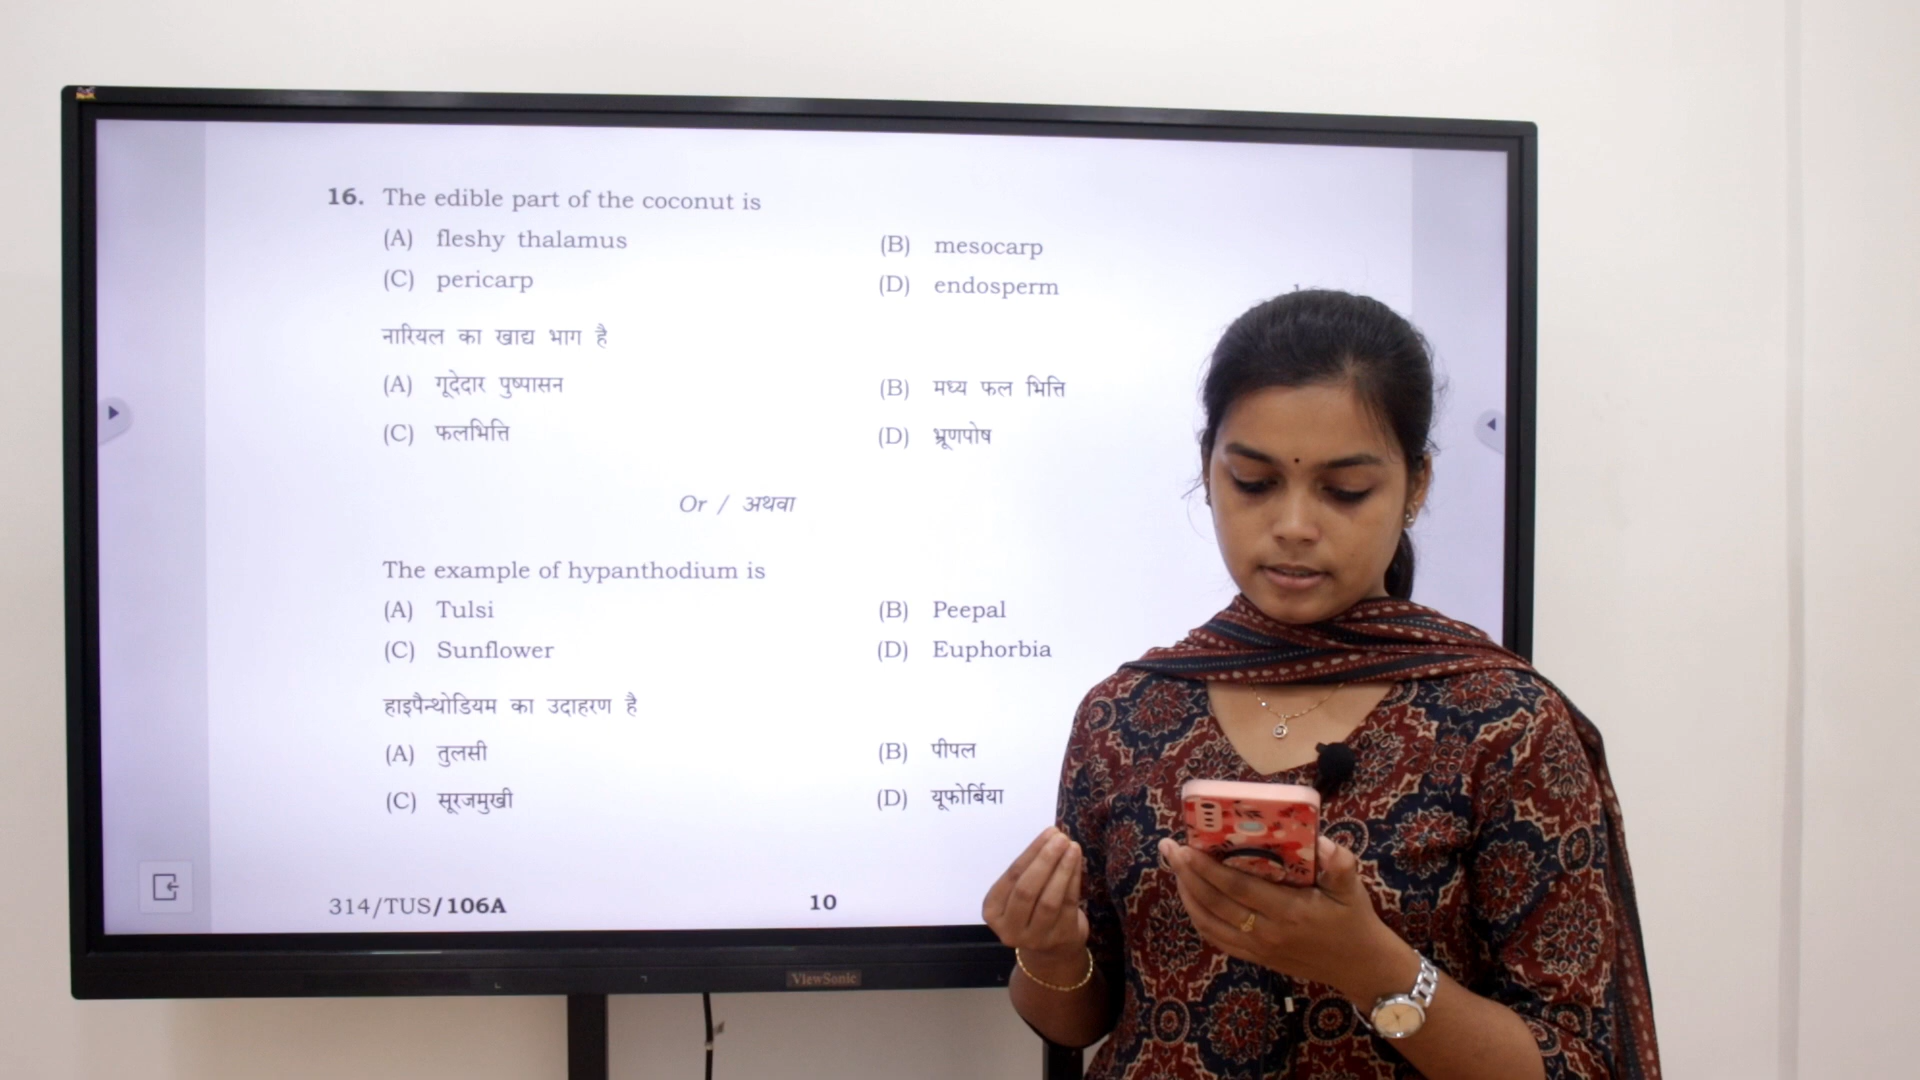 16. The edible part of the coconut is
(A) fleshy thalamus (B) mesocarp
(C) pericarp (D) endosperm
नारियल का खाद्य भाग है
(A) गूदेदार पुष्पासन (B) मध्य फल भित्ति
(C) फलभित्ति (D) भ्रूणपोष
Or / अथवा
The example of hypanthodium is
(A) Tulsi (B) Peepal
(C) Sunflower (D) Euphorbia
हाइपैन्थोडियम का उदाहरण है
(A) तुलसी (B) पीपल
(C) सूरजमुखी (D) यूफोर्बिया
314/TUS/106A 10
ViewSonic